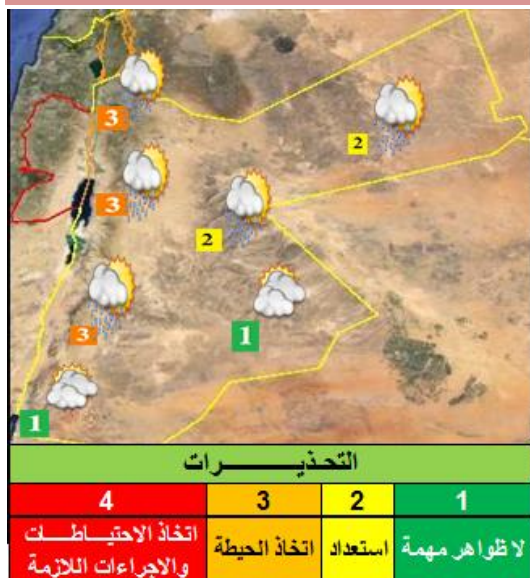 3
2
3
2
3
1
1
التحذيـــــــرات
1 2 3 4
لا ظواهر مهمة
استعداد
اتخاذ الحيطة
اتخاذ الاحتيــاطــات
والاجراءات اللازمة